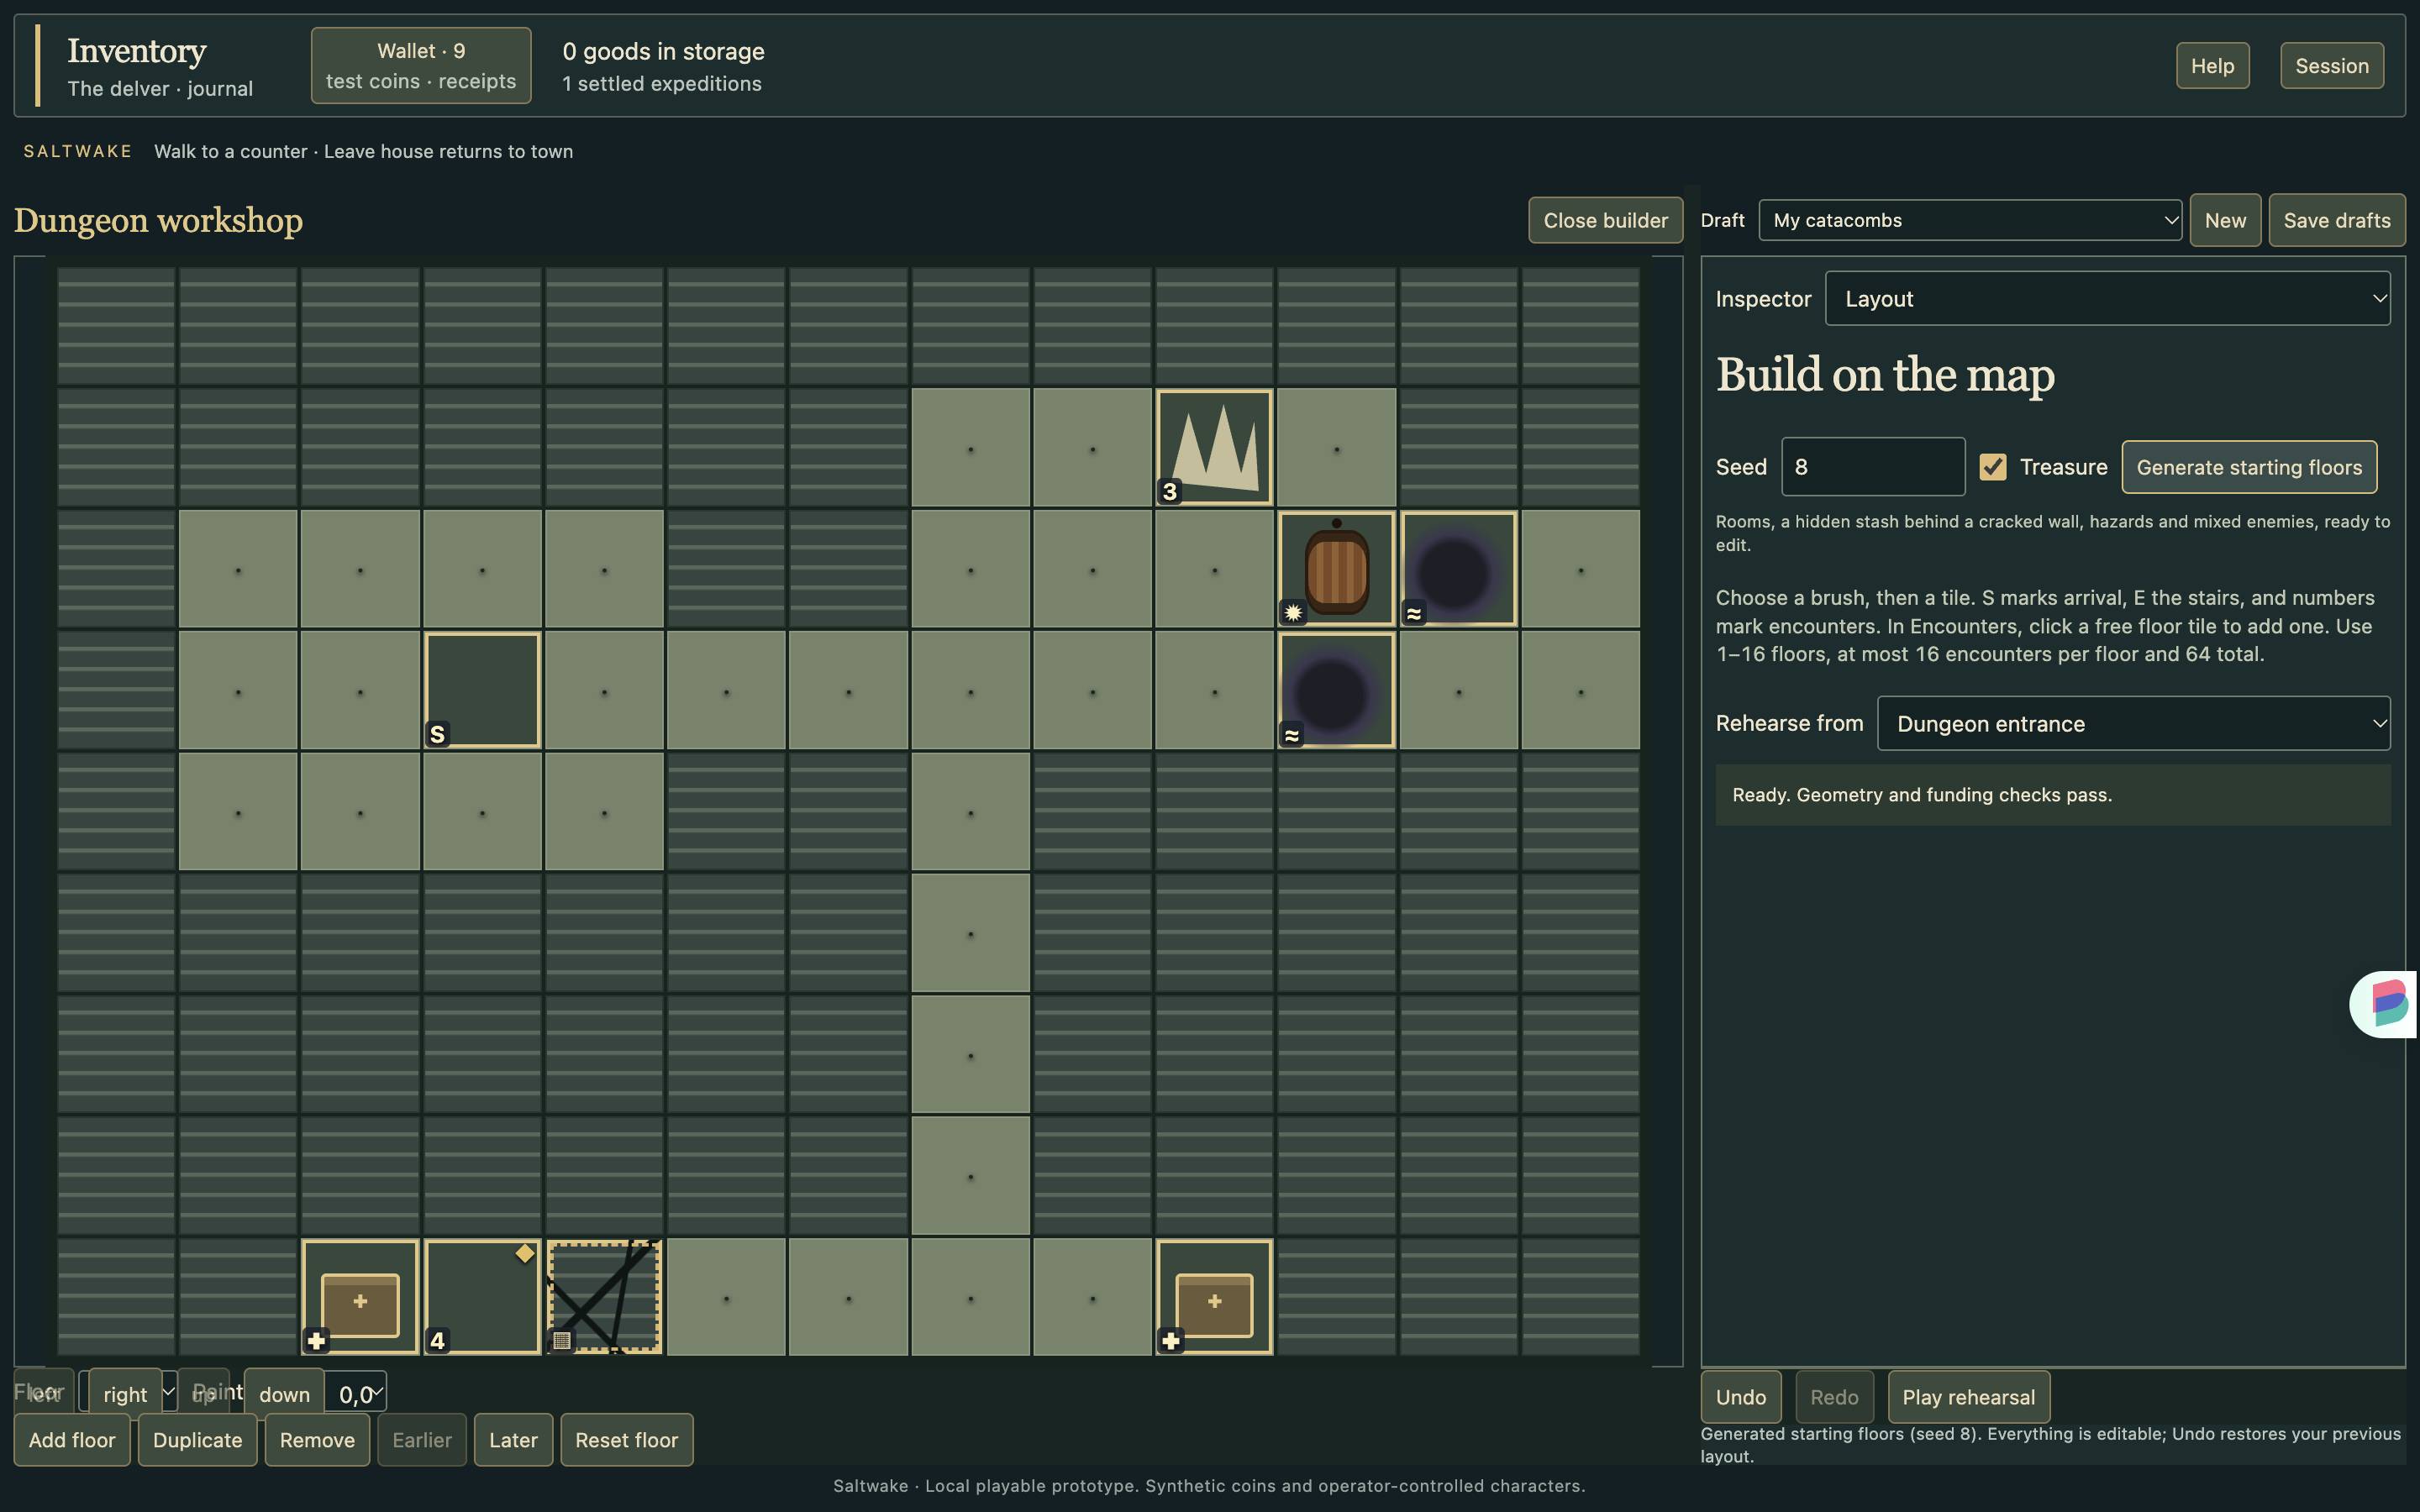 Inventory
The delver · journal
Wallet · 9
test coins · receipts
0 goods in storage
1 settled expeditions
Help
Session
SALTWAKE
Walk to a counter · Leave house returns to town
Dungeon workshop
Close builder
Draft
My catacombs
New
Save drafts
Inspector
Layout
Build on the map
Seed
8
Treasure
Generate starting floors
Rooms, a hidden stash behind a cracked wall, hazards and mixed enemies, ready to
edit.
Choose a brush, then a tile. S marks arrival, E the stairs, and numbers
mark encounters. In Encounters, click a free floor tile to add one. Use
1–16 floors, at most 16 encounters per floor and 64 total.
Rehearse from
Dungeon entrance
Ready. Geometry and funding checks pass.
3
≈
S
≈
4
Floor
left
right
up
Paint
down
0,0
Add floor
Duplicate
Remove
Earlier
Later
Reset floor
Undo
Redo
Play rehearsal
Generated starting floors (seed 8). Everything is editable; Undo restores your previous
layout.
Saltwake · Local playable prototype. Synthetic coins and operator-controlled characters.